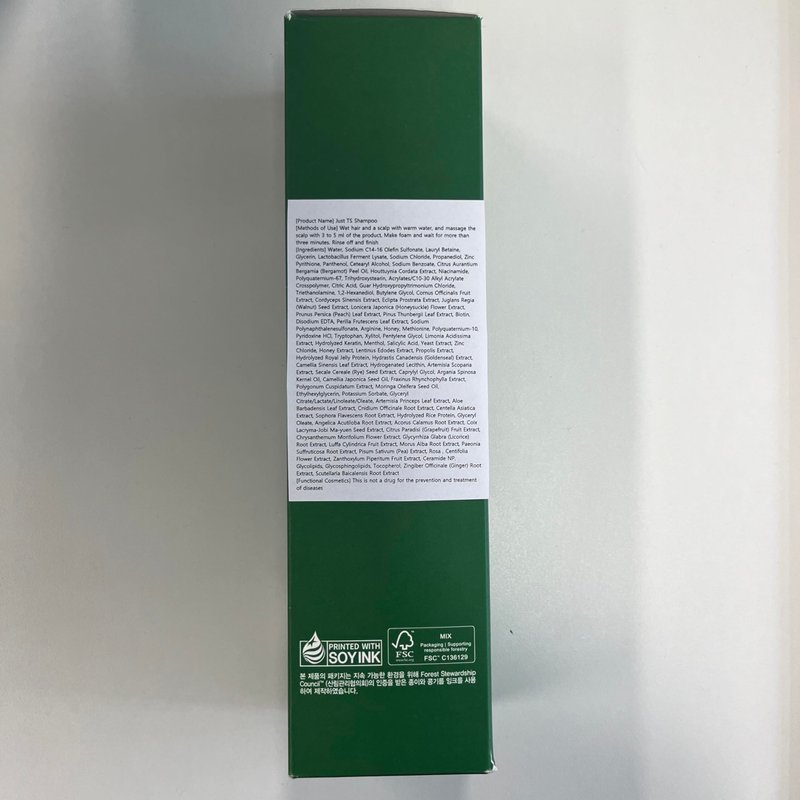 [Product Name] Just TS Shampoo
[Methods of Use] Wet hair and a scalp with warm water, and massage the
scalp with 3 to 5 ml of the product. Make foam and wait for more than
three minutes. Rinse off and finish
[Ingredients] Water, Sodium C14-16 Olefin Sulfonate, Lauryl Betaine,
Glycerin, Lactobacillus Ferment Lysate, Sodium Chloride, Propanediol, Zinc
Pyrithione, Panthenol, Cetearyl Alcohol, Sodium Benzoate, Citrus Aurantium
Bergamia (Bergamot) Peel Oil, Houttuynia Cordata Extract, Niacinamide,
Polyquaternium-67, Trihydroxystearin, Acrylates/C10-30 Alkyl Acrylate
Crosspolymer, Citric Acid, Guar Hydroxypropyltrimonium Chloride,
Triethanolamine, 1,2-Hexanediol, Butylene Glycol, Cornus Officinalis Fruit
Extract, Cordyceps Sinensis Extract, Eclipta Prostrata Extract, Juglans Regia
(Walnut) Seed Extract, Lonicera Japonica (Honeysuckle) Flower Extract,
Prunus Persica (Peach) Leaf Extract, Pinus Thunbergii Leaf Extract, Biotin,
Disodium EDTA, Perilla Frutescens Leaf Extract, Sodium
Polynaphthalenesulfonate, Arginine, Honey, Methionine, Polyquaternium-10,
Pyridoxine HCl, Tryptophan, Xylitol, Pentylene Glycol, Limonia Acidissima
Extract, Hydrolyzed Keratin, Menthol, Salicylic Acid, Yeast Extract, Zinc
Chloride, Honey Extract, Lentinus Edodes Extract, Propolis Extract,
Hydrolyzed Royal Jelly Protein, Hydrastis Canadensis (Goldenseal) Extract,
Camellia Sinensis Leaf Extract, Hydrogenated Lecithin, Artemisia Scoparia
Extract, Secale Cereale (Rye) Seed Extract, Caprylyl Glycol, Argania Spinosa
Kernel Oil, Camellia Japonica Seed Oil, Fraxinus Rhynchophylla Extract,
Polygonum Cuspidatum Extract, Moringa Oleifera Seed Oil,
Ethylhexylglycerin, Potassium Sorbate, Glyceryl
Citrate/Lactate/Linoleate/Oleate, Artemisia Princeps Leaf Extract, Aloe
Barbadensis Leaf Extract, Cnidium Officinale Root Extract, Centella Asiatica
Extract, Sophora Flavescens Root Extract, Hydrolyzed Rice Protein, Glyceryl
Oleate, Angelica Acutiloba Root Extract, Acorus Calamus Root Extract, Coix
Lacryma-Jobi Ma-yuen Seed Extract, Citrus Paradisi (Grapefruit) Fruit Extract,
Chrysanthemum Morifolium Flower Extract, Glycyrrhiza Glabra (Licorice)
Root Extract, Luffa Cylindrica Fruit Extract, Morus Alba Root Extract, Paeonia
Suffruticosa Root Extract, Pisum Sativum (Pea) Extract, Rosa , Centifolia
Flower Extract, Zanthoxylum Piperitum Fruit Extract, Ceramide NP,
Glycolipids, Glycosphingolipids, Tocopherol, Zingiber Officinale (Ginger) Root
Extract, Scutellaria Baicalensis Root Extract
[Functional Cosmetics] This is not a drug for the prevention and treatment
of diseases
PRINTED WITH
SOY INK
FSC
www.fsc.org
MIX
Packaging | Supporting
responsible forestry
FSC™ C136129
본 제품의 패키지는 지속 가능한 환경을 위해 Forest Stewardship
Council™ (산림관리협의회)의 인증을 받은 종이와 콩기름 잉크를 사용
하여 제작하였습니다.